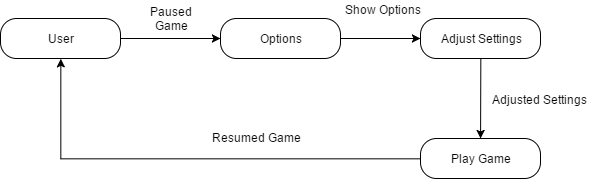 Paused
Game
Show Options
User
Options
Adjust Settings
Adjusted Settings
Resumed Game
Play Game